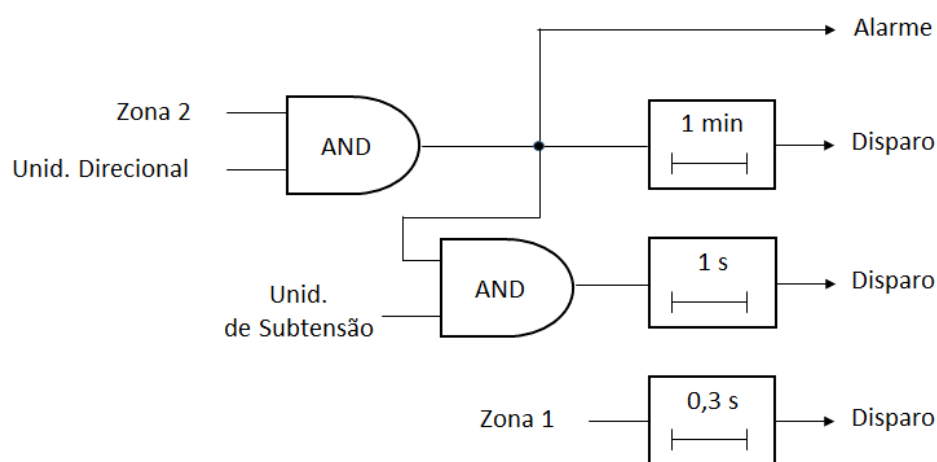 Alarme
Zona 2
AND
1 min
Disparo
Unid. Direcional
AND
1 s
Disparo
Unid.
de Subtensão
Zona 1
0,3 s
Disparo